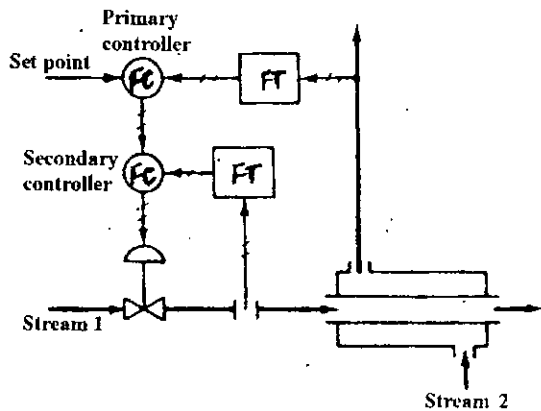 Primary
controller
Set point
FC
FT
Secondary
controller
FC
FT
Stream 1
Stream 2